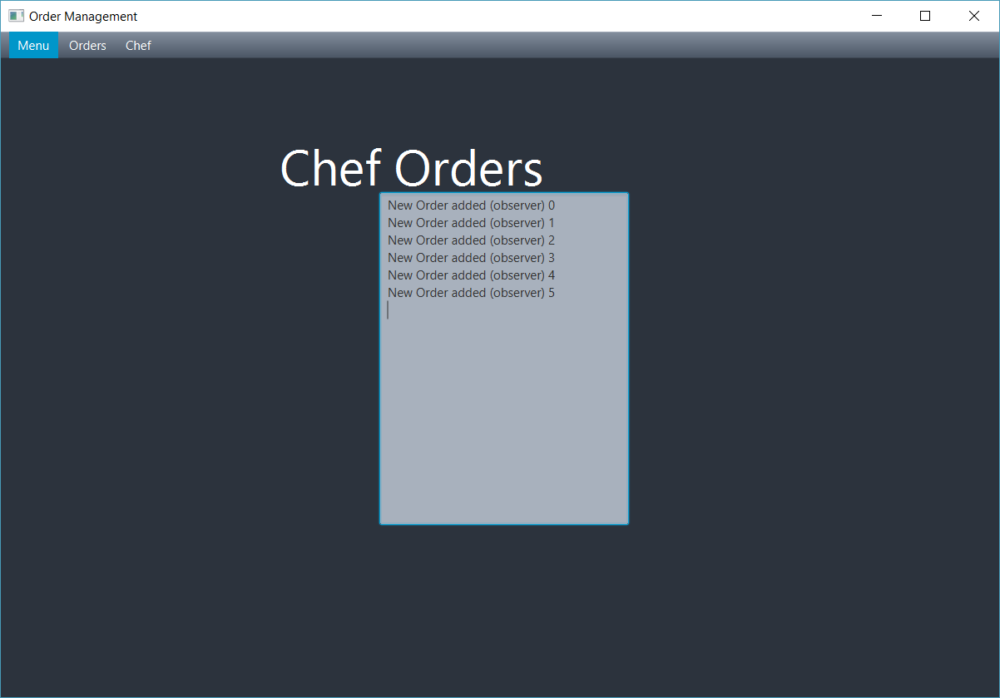 Order Management
Menu Orders Chef
Chef Orders
New Order added (observer) 0
New Order added (observer) 1
New Order added (observer) 2
New Order added (observer) 3
New Order added (observer) 4
New Order added (observer) 5